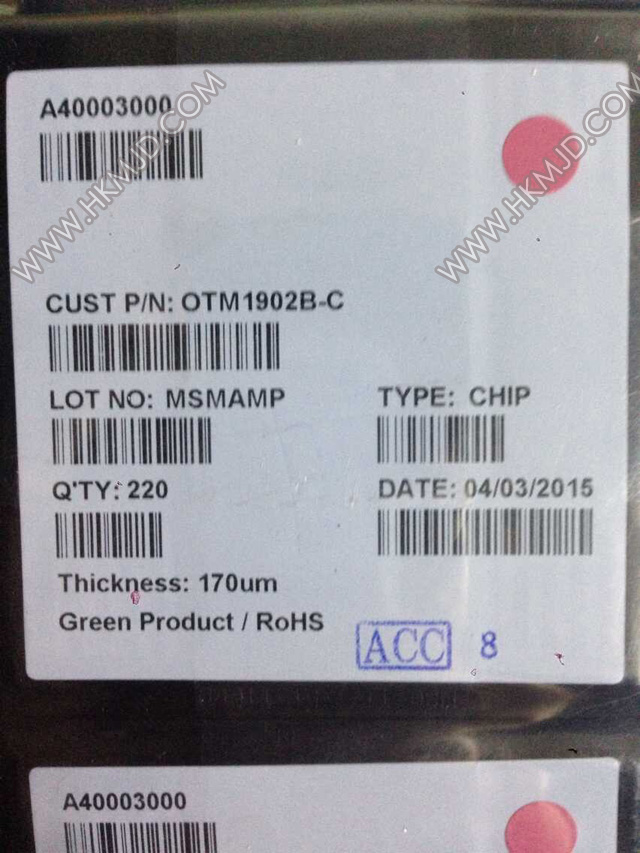 A40003000
WWW.HKMJD.COM
WWW.HKMJD.COM
CUST P/N: OTM1902B-C
LOT NO: MSMAMP
TYPE: CHIP
Q'TY: 220
DATE: 04/03/2015
Thickness: 170um
Green Product / RoHS
ACC 8
A40003000